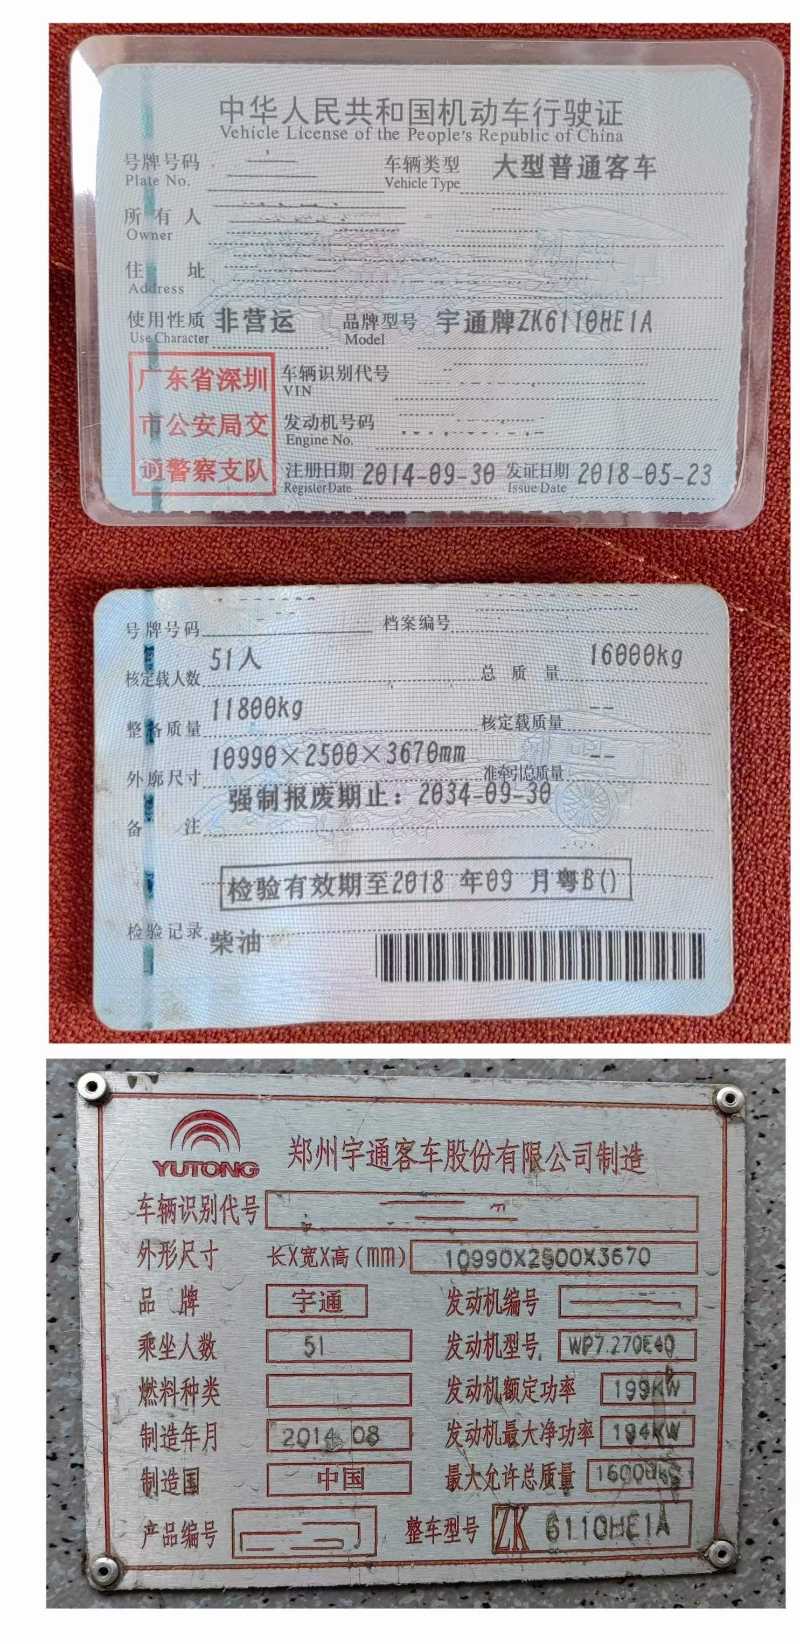 中华人民共和国机动车行驶证
Vehicle License of the People's Republic of China
号牌号码
Plate No.
车辆类型 大型普通客车
Vehicle Type
所有人
Owner
住址
Address
使用性质 非营运 品牌型号 宇通牌ZK6110HE1A
Use Character Model
广东省深圳
市公安局交
通警察支队
车辆识别代号
VIN
发动机号码
Engine No.
注册日期 2014-09-30 发证日期 2018-05-23
Register Date Issue Date
号牌号码 档案编号
核定载人数 51人 总质量 16000kg
整备质量 11800kg 核定载质量 --
外廓尺寸 10990×2500×3670mm 准牵引总质量 --
备注 强制报废期止：2034-09-30
检验有效期至2018 年09 月粤B()
检验记录 柴油
YUTONG 郑州宇通客车股份有限公司制造
车辆识别代号
外形尺寸 长X宽X高(mm) 10990X2500X3670
品牌 宇通 发动机编号
乘坐人数 51 发动机型号 WP7.270E40
燃料种类 发动机额定功率 199KW
制造年月 2014 08 发动机最大净功率 194KW
制造国 中国 最大允许总质量 16000kg
产品编号 整车型号 ZK 6110HE1A